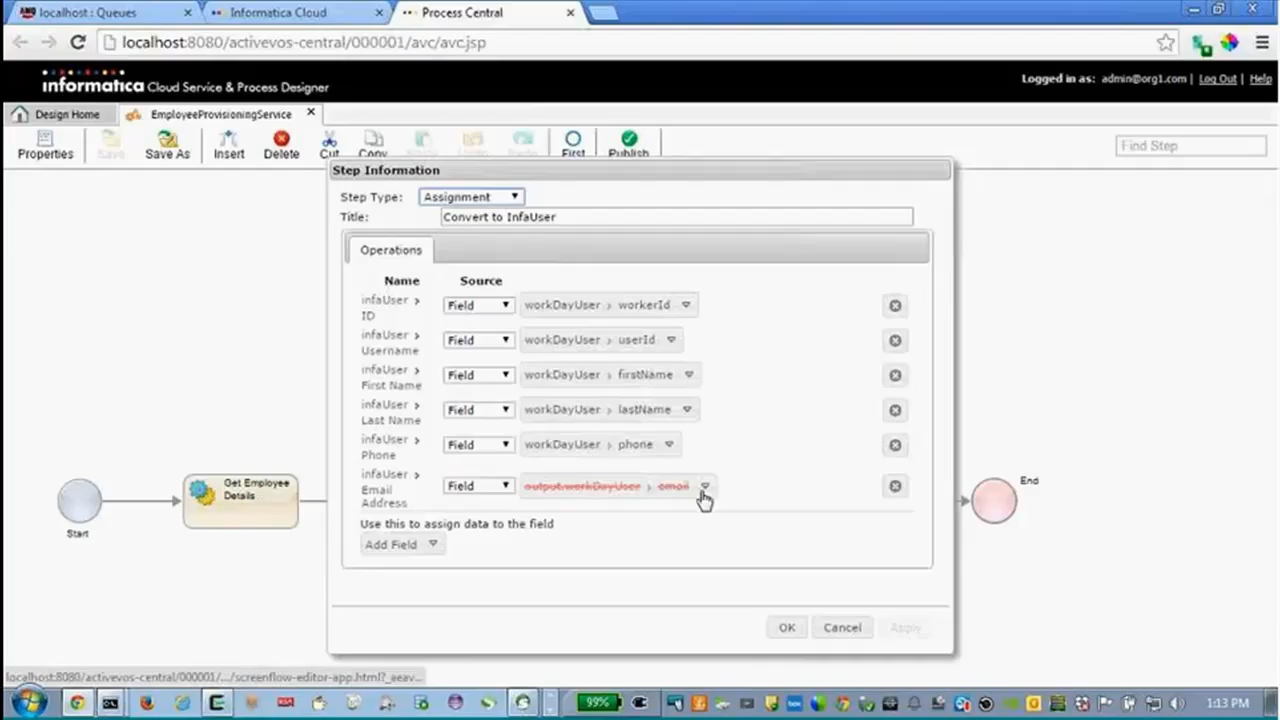 localhost : Queues
Informatica Cloud
Process Central
localhost:8080/activevos-central/000001/avc/avc.jsp
informatica Cloud Service & Process Designer
Logged in as: admin@org1.com | Log Out | Help
Design Home
EmployeeProvisioningService
Properties
Save
Save As
Insert
Delete
Cut
Copy
First
Publish
Find Step
Step Information
Step Type: Assignment
Title: Convert to InfaUser
Operations
Name Source
infaUser > ID Field workDayUser > workerId
infaUser > Username Field workDayUser > userId
infaUser > First Name Field workDayUser > firstName
infaUser > Last Name Field workDayUser > lastName
infaUser > Phone Field workDayUser > phone
infaUser > Email Address Field output.workDayUser > email
Use this to assign data to the field
Add Field
Get Employee
Details
Start
End
OK
Cancel
Apply
localhost:8080/activevos-central/000001/.../screenflow-editor-app.html?_aeav...
99%
1:13 PM